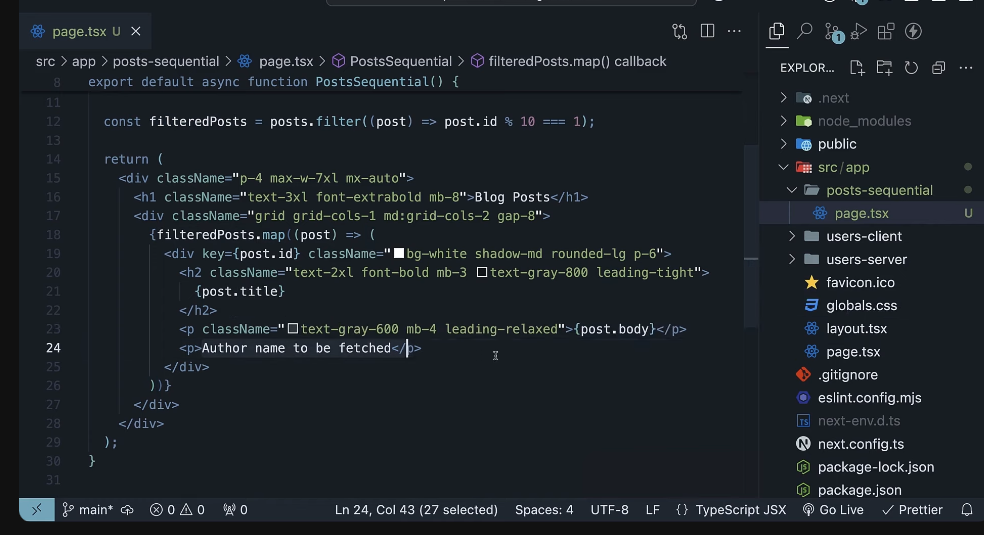 page.tsx U
src > app > posts-sequential > page.tsx > PostsSequential > filteredPosts.map() callback
8 export default async function PostsSequential() {
11
12 const filteredPosts = posts.filter((post) => post.id % 10 === 1);
13
14 return (
15 <div className="p-4 max-w-7xl mx-auto">
16 <h1 className="text-3xl font-extrabold mb-8">Blog Posts</h1>
17 <div className="grid grid-cols-1 md:grid-cols-2 gap-8">
18 {filteredPosts.map((post) => (
19 <div key={post.id} className="bg-white shadow-md rounded-lg p-6">
20 <h2 className="text-2xl font-bold mb-3 text-gray-800 leading-tight">
21 {post.title}
22 </h2>
23 <p className="text-gray-600 mb-4 leading-relaxed">{post.body}</p>
24 <p>Author name to be fetched</p>
25 </div>
26 ))}
27 </div>
28 </div>
29 );
30 }
31
EXPLOR...
.next
node_modules
public
src/app
posts-sequential
page.tsx U
users-client
users-server
favicon.ico
globals.css
layout.tsx
page.tsx
.gitignore
eslint.config.mjs
next-env.d.ts
next.config.ts
package-lock.json
package.json
main* 0 0 0 Ln 24, Col 43 (27 selected) Spaces: 4 UTF-8 LF {} TypeScript JSX Go Live Prettier